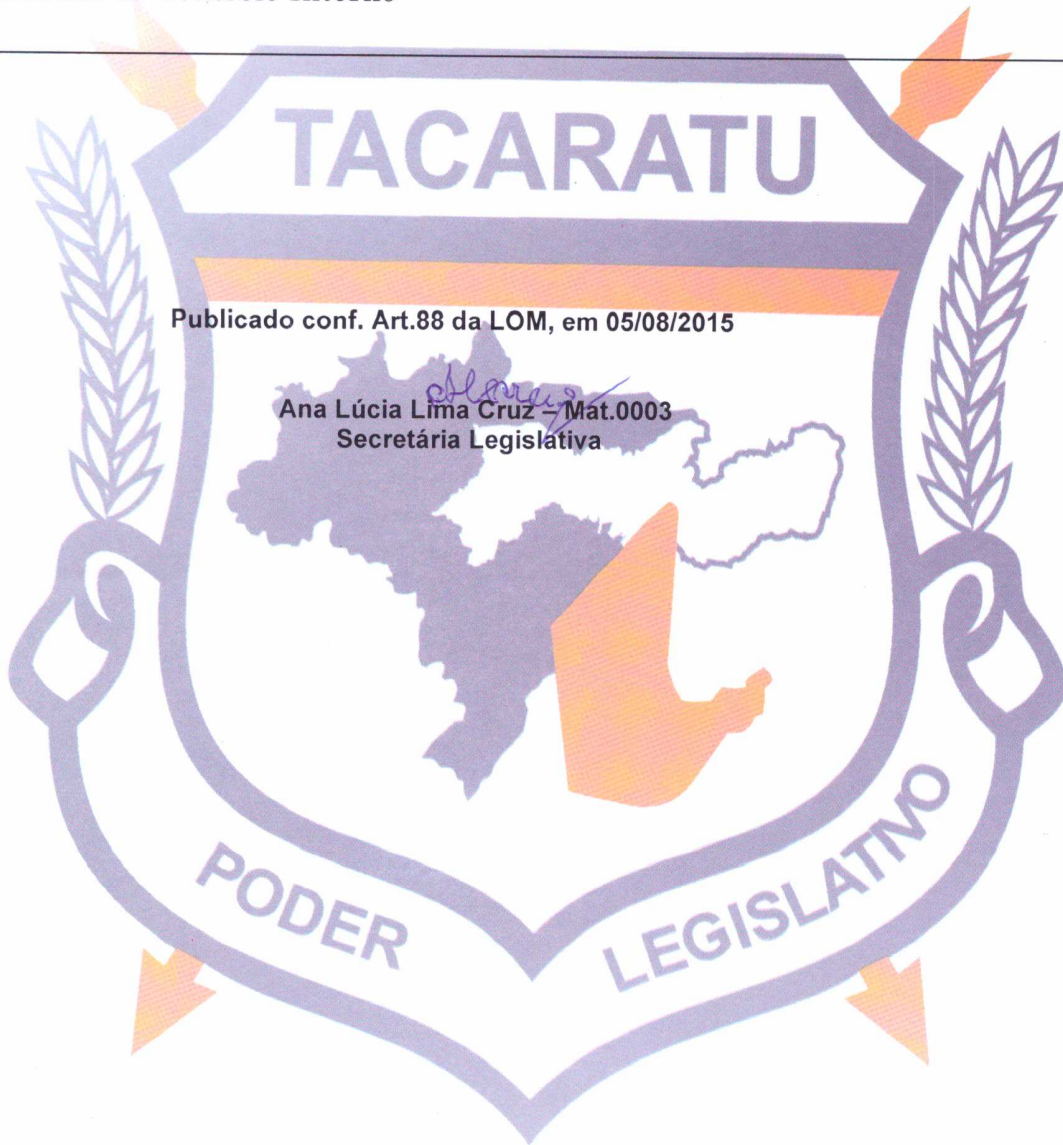 TACARATU
Publicado conf. Art.88 da LOM, em 05/08/2015
Ana Lúcia Lima Cruz – Mat.0003
Secretária Legislativa
PODER LEGISLATIVO